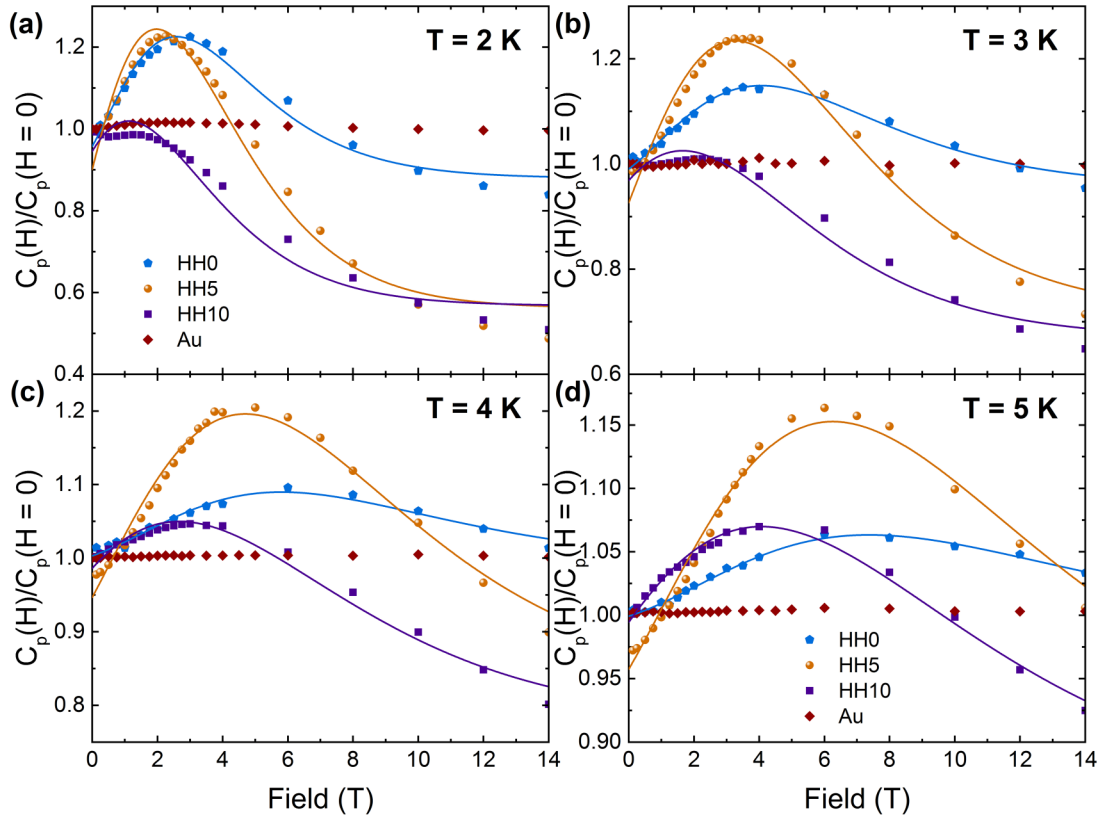 (a)
T = 2 K
C_p(H)/C_p(H = 0)
1.2
1.0
0.8
0.6
0.4
HH0
HH5
HH10
Au
(b)
T = 3 K
C_p(H)/C_p(H = 0)
1.2
1.0
0.8
0.6
(c)
T = 4 K
C_p(H)/C_p(H = 0)
1.2
1.1
1.0
0.9
0.8
0 2 4 6 8 10 12 14
Field (T)
(d)
T = 5 K
C_p(H)/C_p(H = 0)
1.15
1.10
1.05
1.00
0.95
0.90
HH0
HH5
HH10
Au
0 2 4 6 8 10 12 14
Field (T)